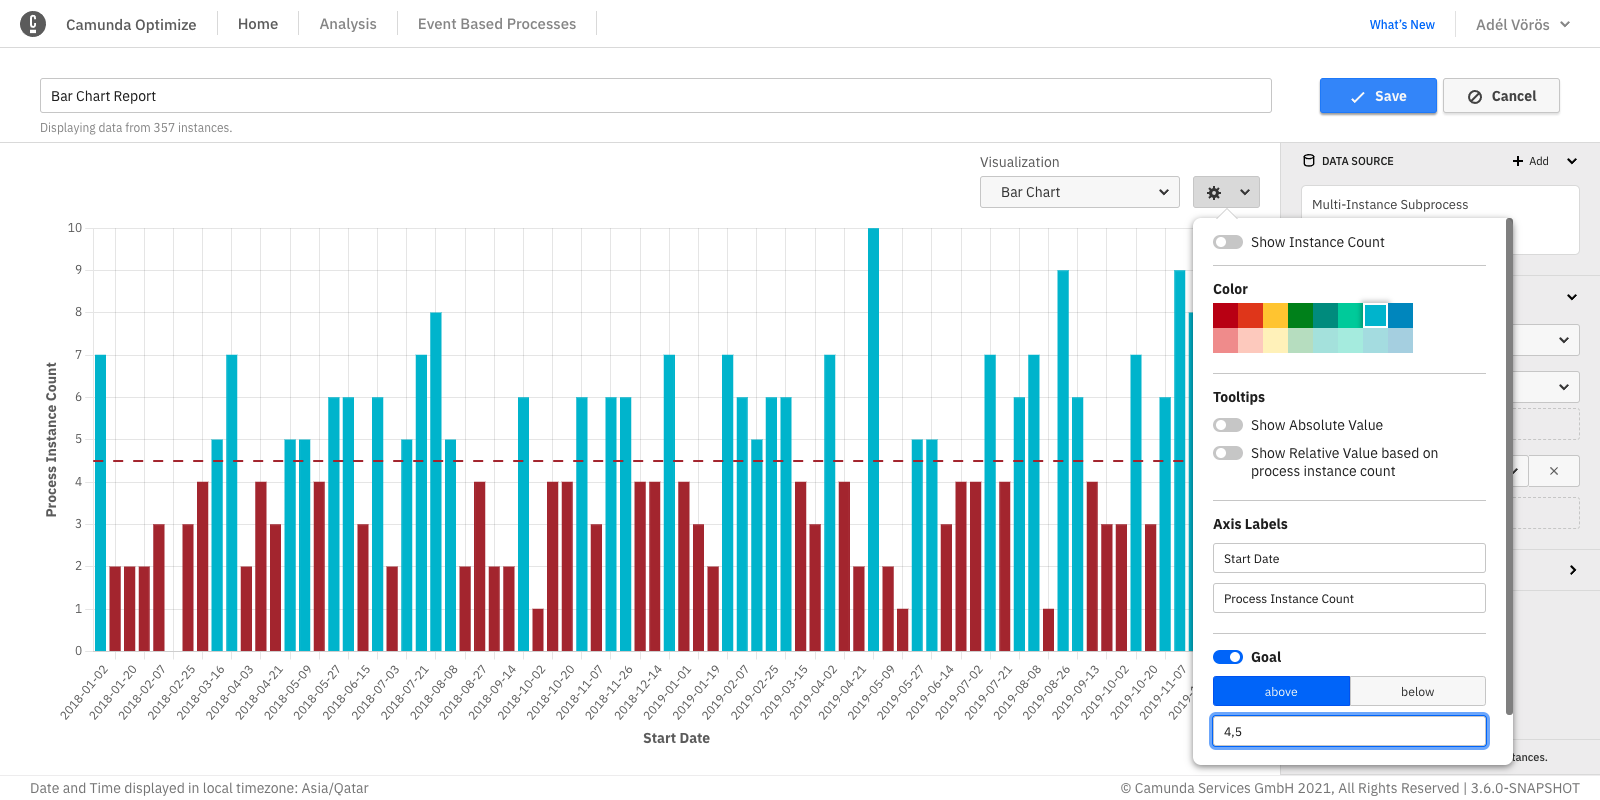 Camunda Optimize
Home
Analysis
Event Based Processes
What's New
Adél Vörös
Bar Chart Report
Save
Cancel
Displaying data from 357 instances.
Visualization
Bar Chart
DATA SOURCE
Add
Multi-Instance Subprocess
Show Instance Count
Color
Tooltips
Show Absolute Value
Show Relative Value based on
process instance count
Axis Labels
Start Date
Process Instance Count
Goal
above
below
4,5
tances.
Process Instance Count
10
9
8
7
6
5
4
3
2
1
0
2018-01-02
2018-01-20
2018-02-07
2018-02-25
2018-03-16
2018-04-03
2018-04-21
2018-05-09
2018-05-27
2018-06-15
2018-07-03
2018-07-21
2018-08-08
2018-08-27
2018-09-14
2018-10-02
2018-10-20
2018-11-07
2018-11-26
2018-12-14
2019-01-01
2019-01-19
2019-02-07
2019-02-25
2019-03-15
2019-04-02
2019-04-21
2019-05-09
2019-05-27
2019-06-14
2019-07-02
2019-07-21
2019-08-08
2019-08-26
2019-09-13
2019-10-02
2019-10-20
2019-11-07
Start Date
Date and Time displayed in local timezone: Asia/Qatar
© Camunda Services GmbH 2021, All Rights Reserved | 3.6.0-SNAPSHOT